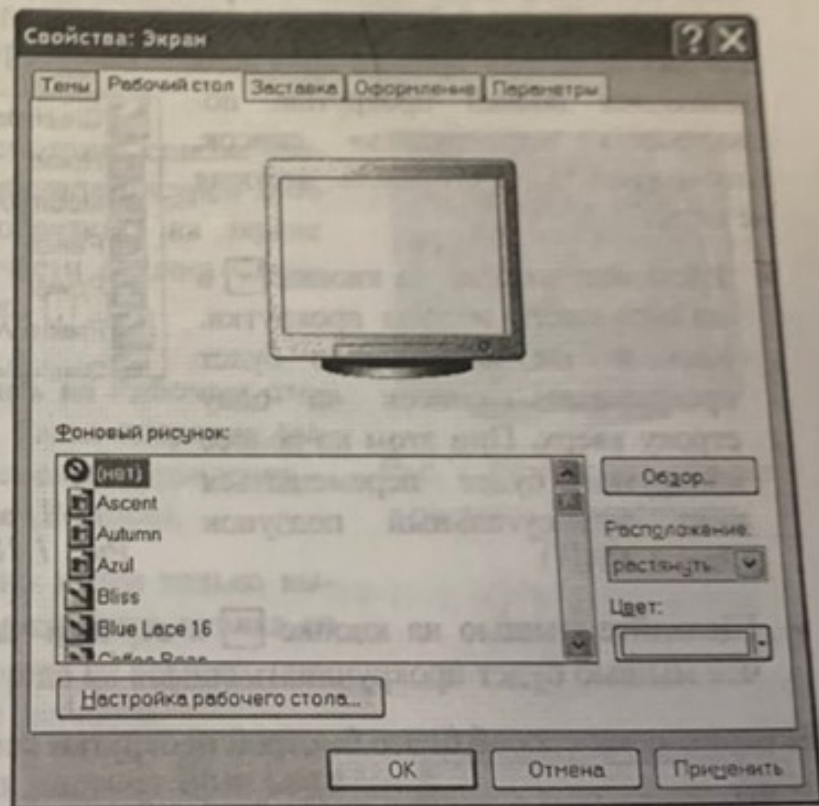 Свойства: Экран
Темы Рабочий стол Заставка Оформление Параметры
Фоновый рисунок:
(нет)
Ascent
Autumn
Azul
Bliss
Blue Lace 16
Обзор...
Расположение:
растянуть
Цвет:
Настройка рабочего стола...
OK Отмена Применить